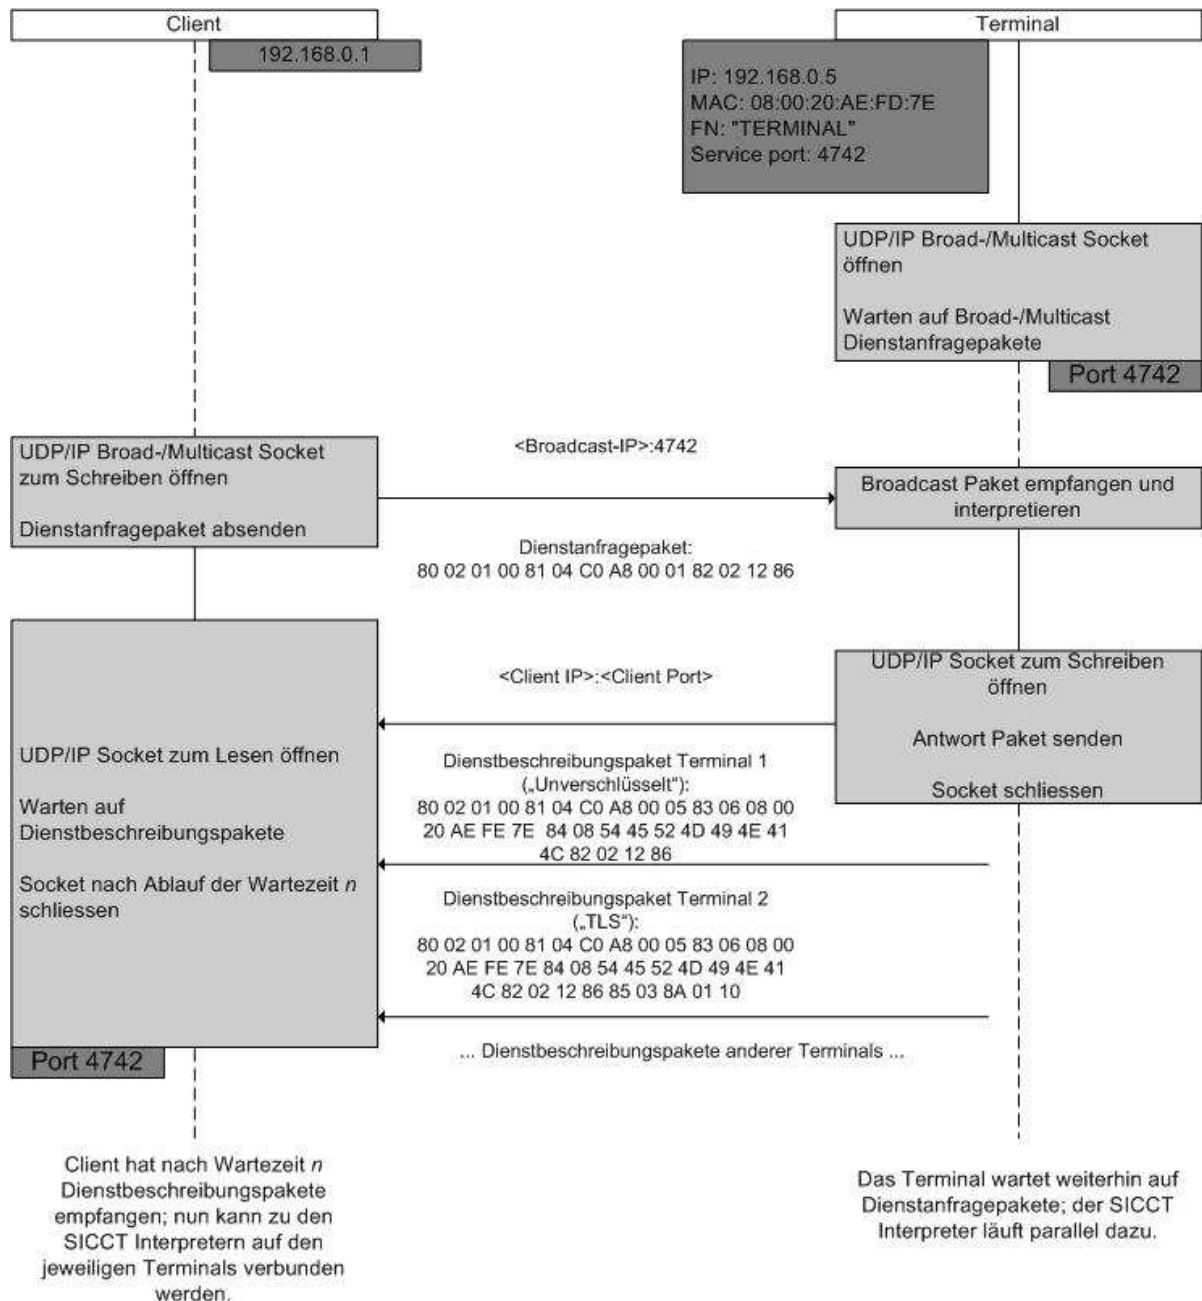 Client
Terminal
192.168.0.1
IP: 192.168.0.5
MAC: 08:00:20:AE:FD:7E
FN: "TERMINAL"
Service port: 4742
UDP/IP Broad-/Multicast Socket
öffnen
Warten auf Broad-/Multicast
Dienstanfragepakete
Port 4742
UDP/IP Broad-/Multicast Socket
zum Schreiben öffnen
Dienstanfragepaket absenden
<Broadcast-IP>:4742
Broadcast Paket empfangen und
interpretieren
Dienstanfragepaket:
80 02 01 00 81 04 C0 A8 00 01 82 02 12 86
UDP/IP Socket zum Schreiben
öffnen
Antwort Paket senden
Socket schliessen
<Client IP>:<Client Port>
UDP/IP Socket zum Lesen öffnen
Warten auf
Dienstbeschreibungspakete
Socket nach Ablauf der Wartezeit n
schliessen
Dienstbeschreibungspaket Terminal 1
(„Unverschlüsselt“):
80 02 01 00 81 04 C0 A8 00 05 83 06 08 00
20 AE FE 7E 84 08 54 45 52 4D 49 4E 41
4C 82 02 12 86
Dienstbeschreibungspaket Terminal 2
(„TLS“):
80 02 01 00 81 04 C0 A8 00 05 83 06 08 00
20 AE FE 7E 84 08 54 45 52 4D 49 4E 41
4C 82 02 12 86 85 03 8A 01 10
... Dienstbeschreibungspakete anderer Terminals ...
Port 4742
Client hat nach Wartezeit n
Dienstbeschreibungspakete
empfangen; nun kann zu den
SICCT Interpretern auf den
jeweiligen Terminals verbunden
werden.
Das Terminal wartet weiterhin auf
Dienstanfragepakete; der SICCT
Interpreter läuft parallel dazu.